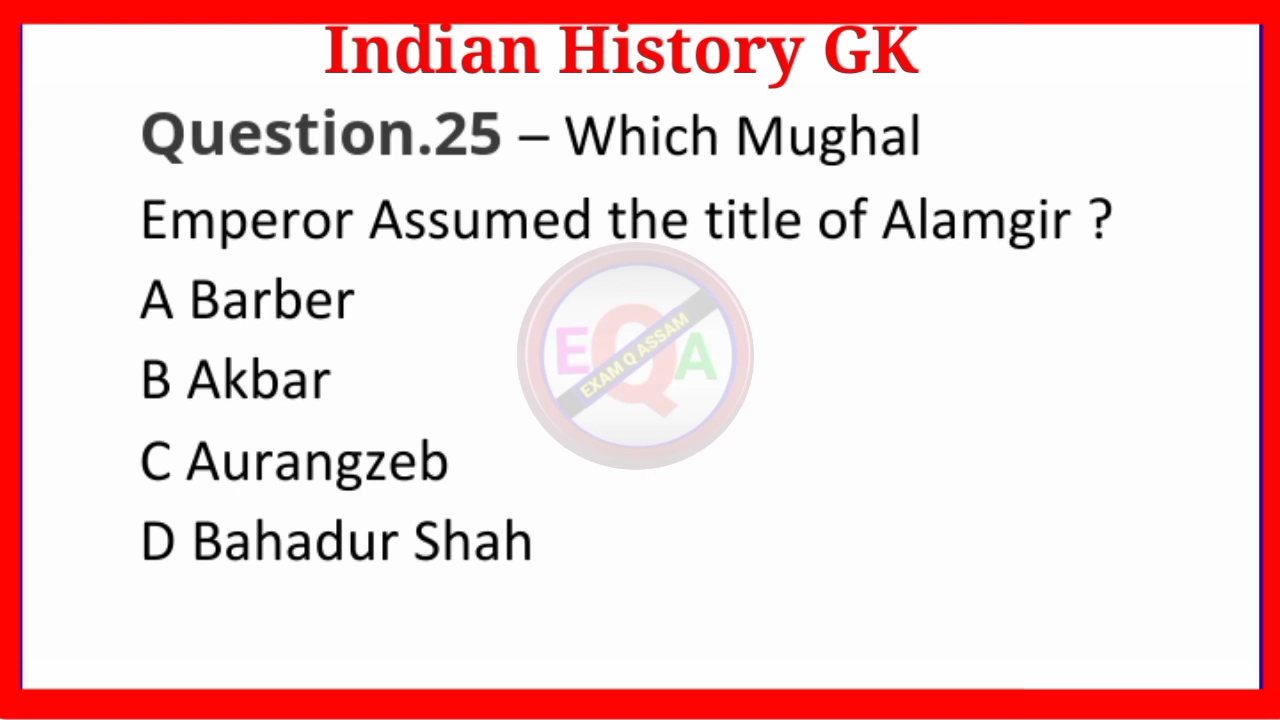 Indian History GK
Question.25 – Which Mughal
Emperor Assumed the title of Alamgir ?
A Barber
B Akbar
EQA
EXAM Q ASSAM
C Aurangzeb
D Bahadur Shah